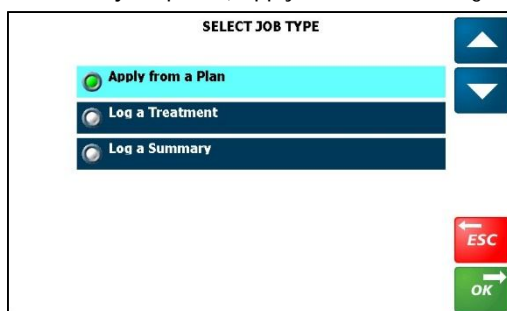 SELECT JOB TYPE
Apply from a Plan
Log a Treatment
Log a Summary
ESC
OK